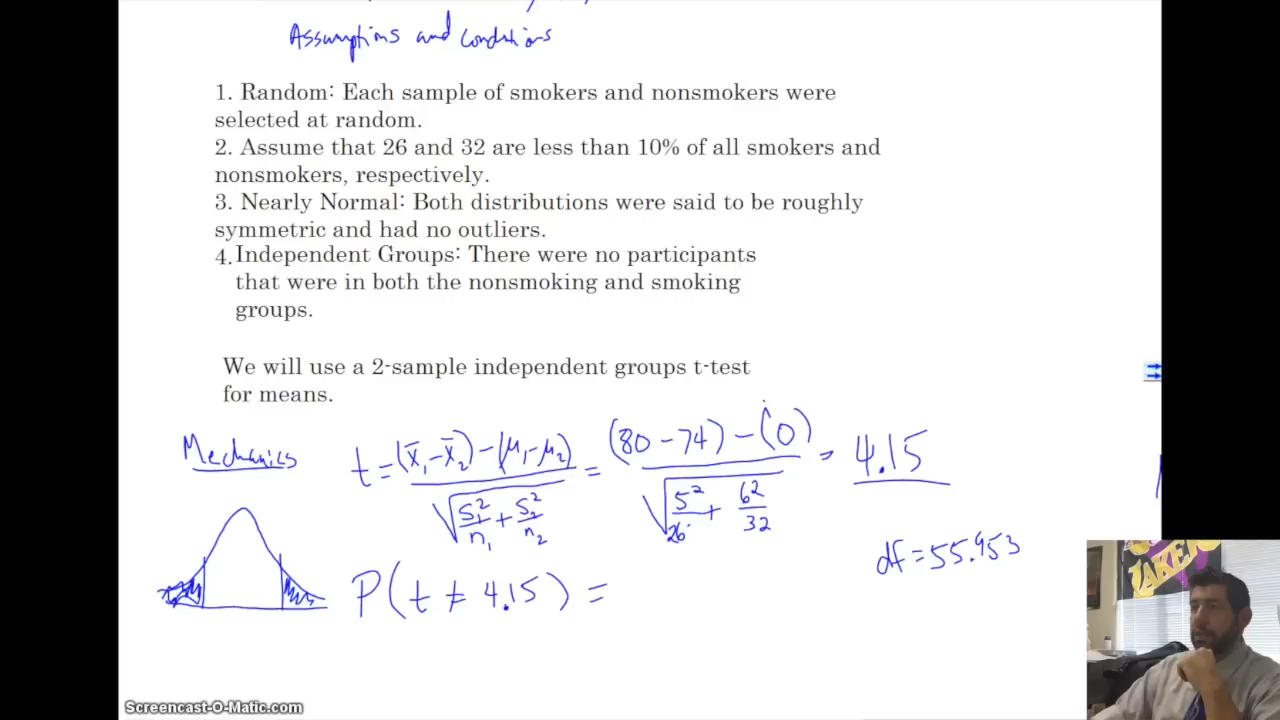 Assumptions and conditions
1. Random: Each sample of smokers and nonsmokers were
selected at random.
2. Assume that 26 and 32 are less than 10% of all smokers and
nonsmokers, respectively.
3. Nearly Normal: Both distributions were said to be roughly
symmetric and had no outliers.
4. Independent Groups: There were no participants
that were in both the nonsmoking and smoking
groups.
We will use a 2-sample independent groups t-test
for means.
Mechanics
t = (x̄₁ - x̄₂) - (μ₁ - μ₂) / √(S₁²/n₁ + S₂²/n₂) = (80 - 74) - (0) / √(5²/26 + 6²/32) = 4.15
df = 55.953
P(t ≠ 4.15) =
LAKERS
Screencast-O-Matic.com